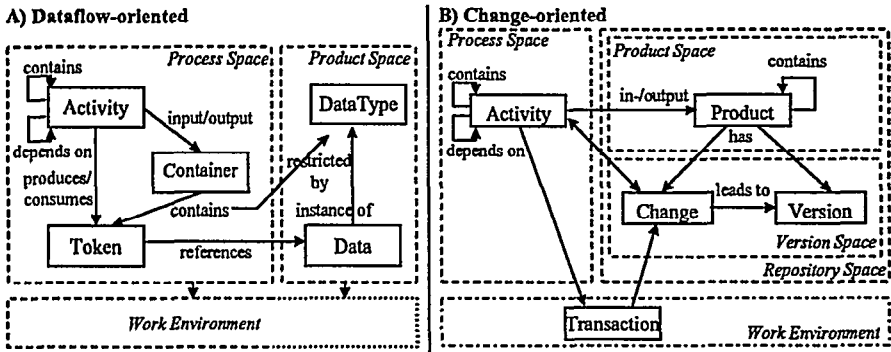 A) Dataflow-oriented
Process Space
Product Space
contains
Activity
depends on
input/output
produces/
consumes
Container
contains
Token
references
DataType
restricted
by
instance of
Data
Work Environment
B) Change-oriented
Process Space
Product Space
contains
Activity
depends on
in-/output
contains
Product
has
leads to
Change
Version
Version Space
Repository Space
Transaction
Work Environment